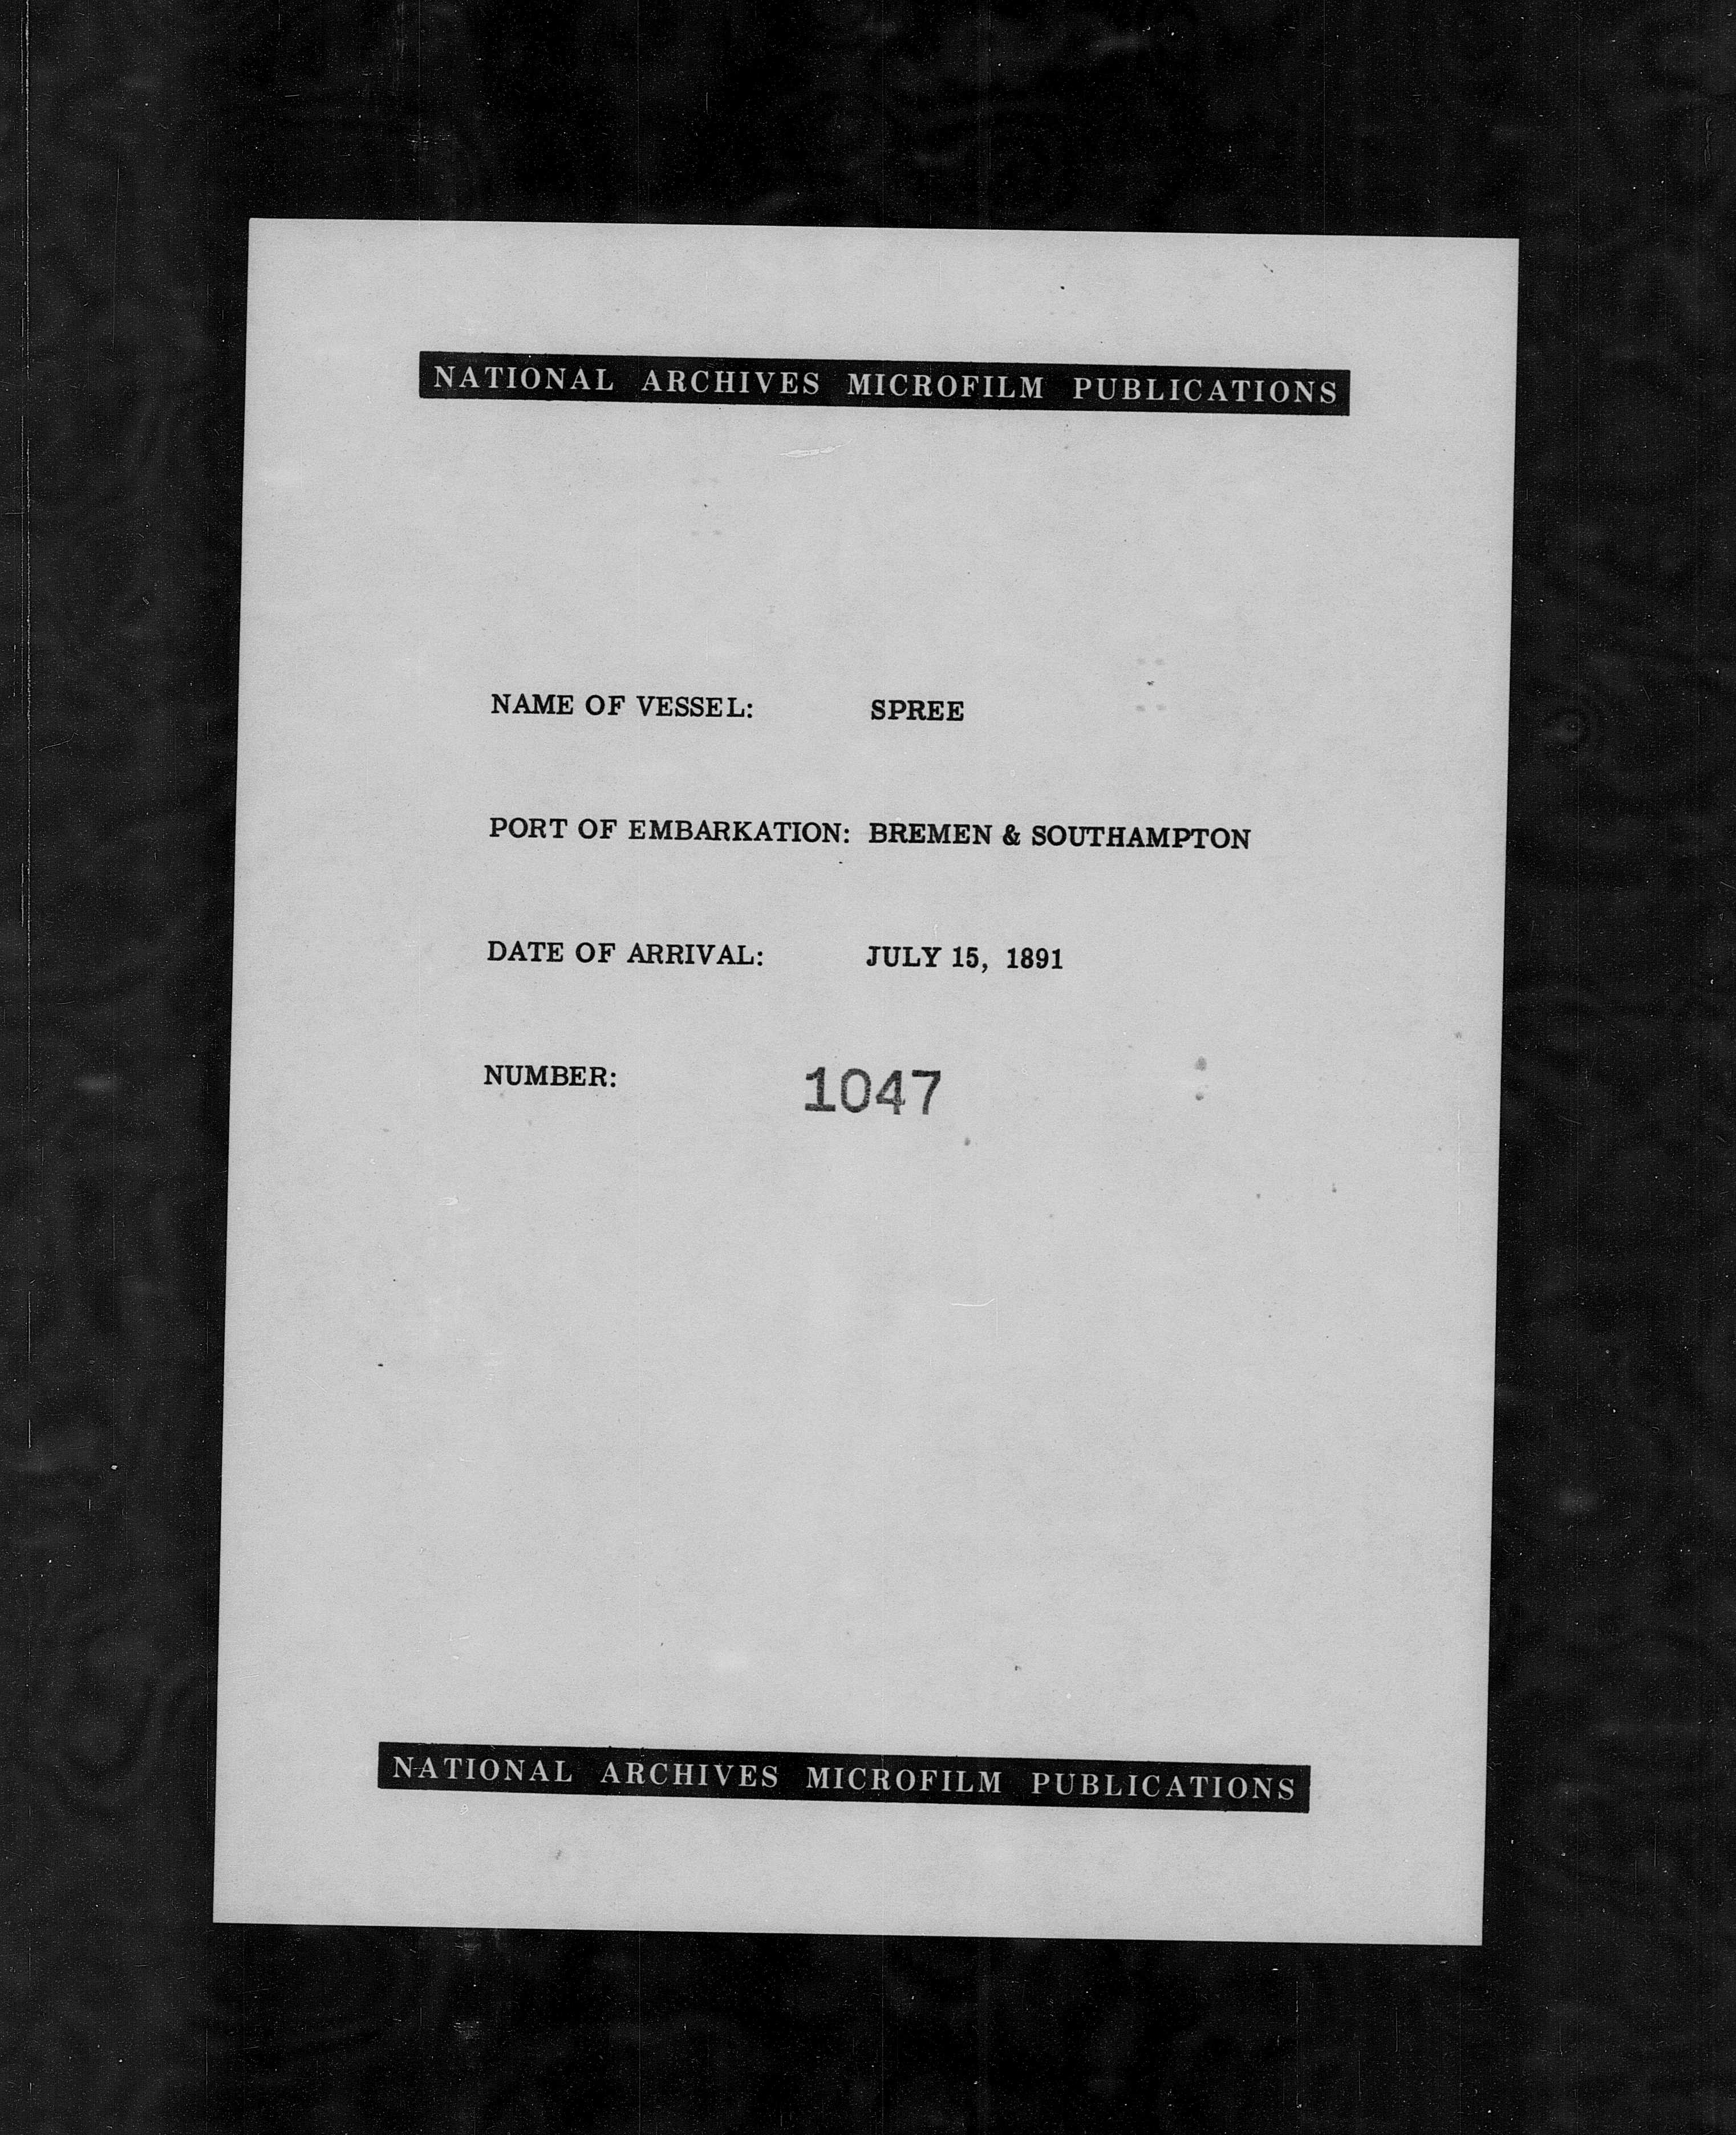 NATIONAL ARCHIVES MICROFILM PUBLICATIONS
NAME OF VESSEL: SPREE
PORT OF EMBARKATION: BREMEN & SOUTHAMPTON
DATE OF ARRIVAL: JULY 15, 1891
NUMBER: 1047
NATIONAL ARCHIVES MICROFILM PUBLICATIONS